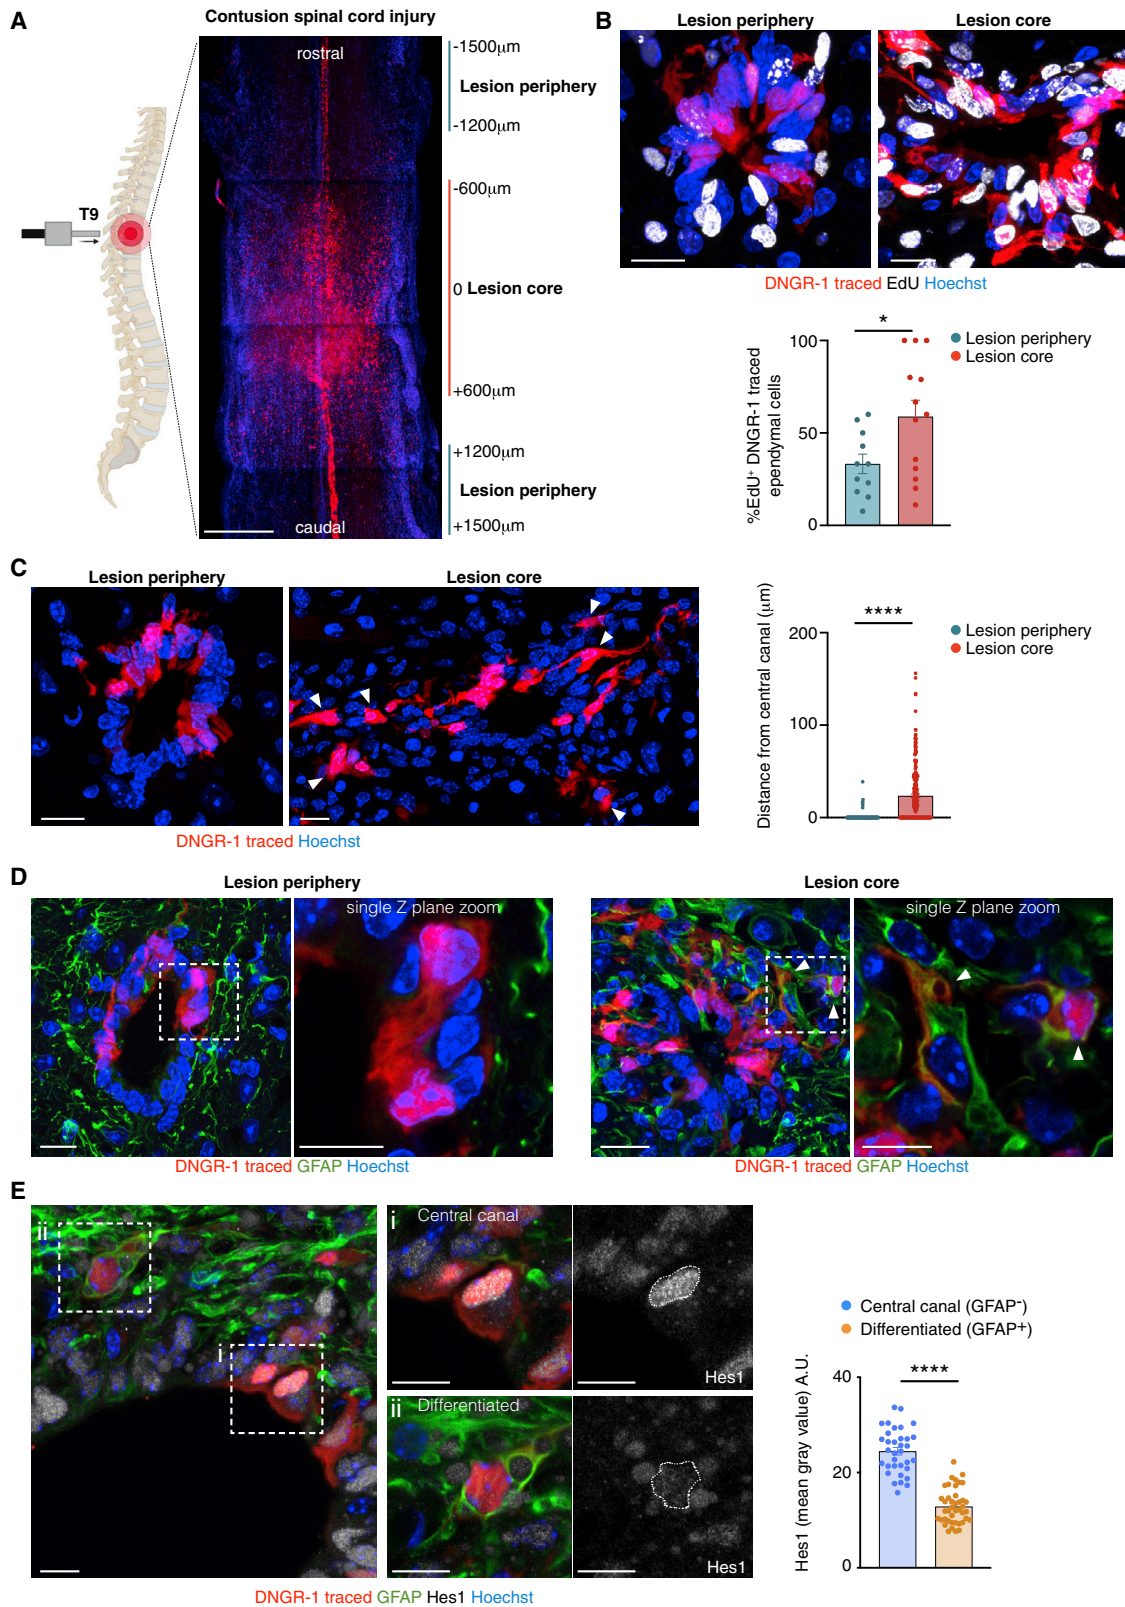 A
Contusion spinal cord injury
rostral
T9
caudal
-1500μm
Lesion periphery
-1200μm
-600μm
0 Lesion core
+600μm
+1200μm
Lesion periphery
+1500μm
B
Lesion periphery
Lesion core
DNGR-1 traced EdU Hoechst
%EdU⁺ DNGR-1 traced
ependymal cells
100
50
0
*
Lesion periphery
Lesion core
C
Lesion periphery
Lesion core
DNGR-1 traced Hoechst
Distance from central canal (μm)
200
100
0
****
Lesion periphery
Lesion core
D
Lesion periphery
Lesion core
single Z plane zoom
single Z plane zoom
DNGR-1 traced GFAP Hoechst
DNGR-1 traced GFAP Hoechst
E
ii
i
i Central canal
Hes1
ii Differentiated
Hes1
DNGR-1 traced GFAP Hes1 Hoechst
Central canal (GFAP⁻)
Differentiated (GFAP⁺)
Hes1 (mean gray value) A.U.
40
20
0
****